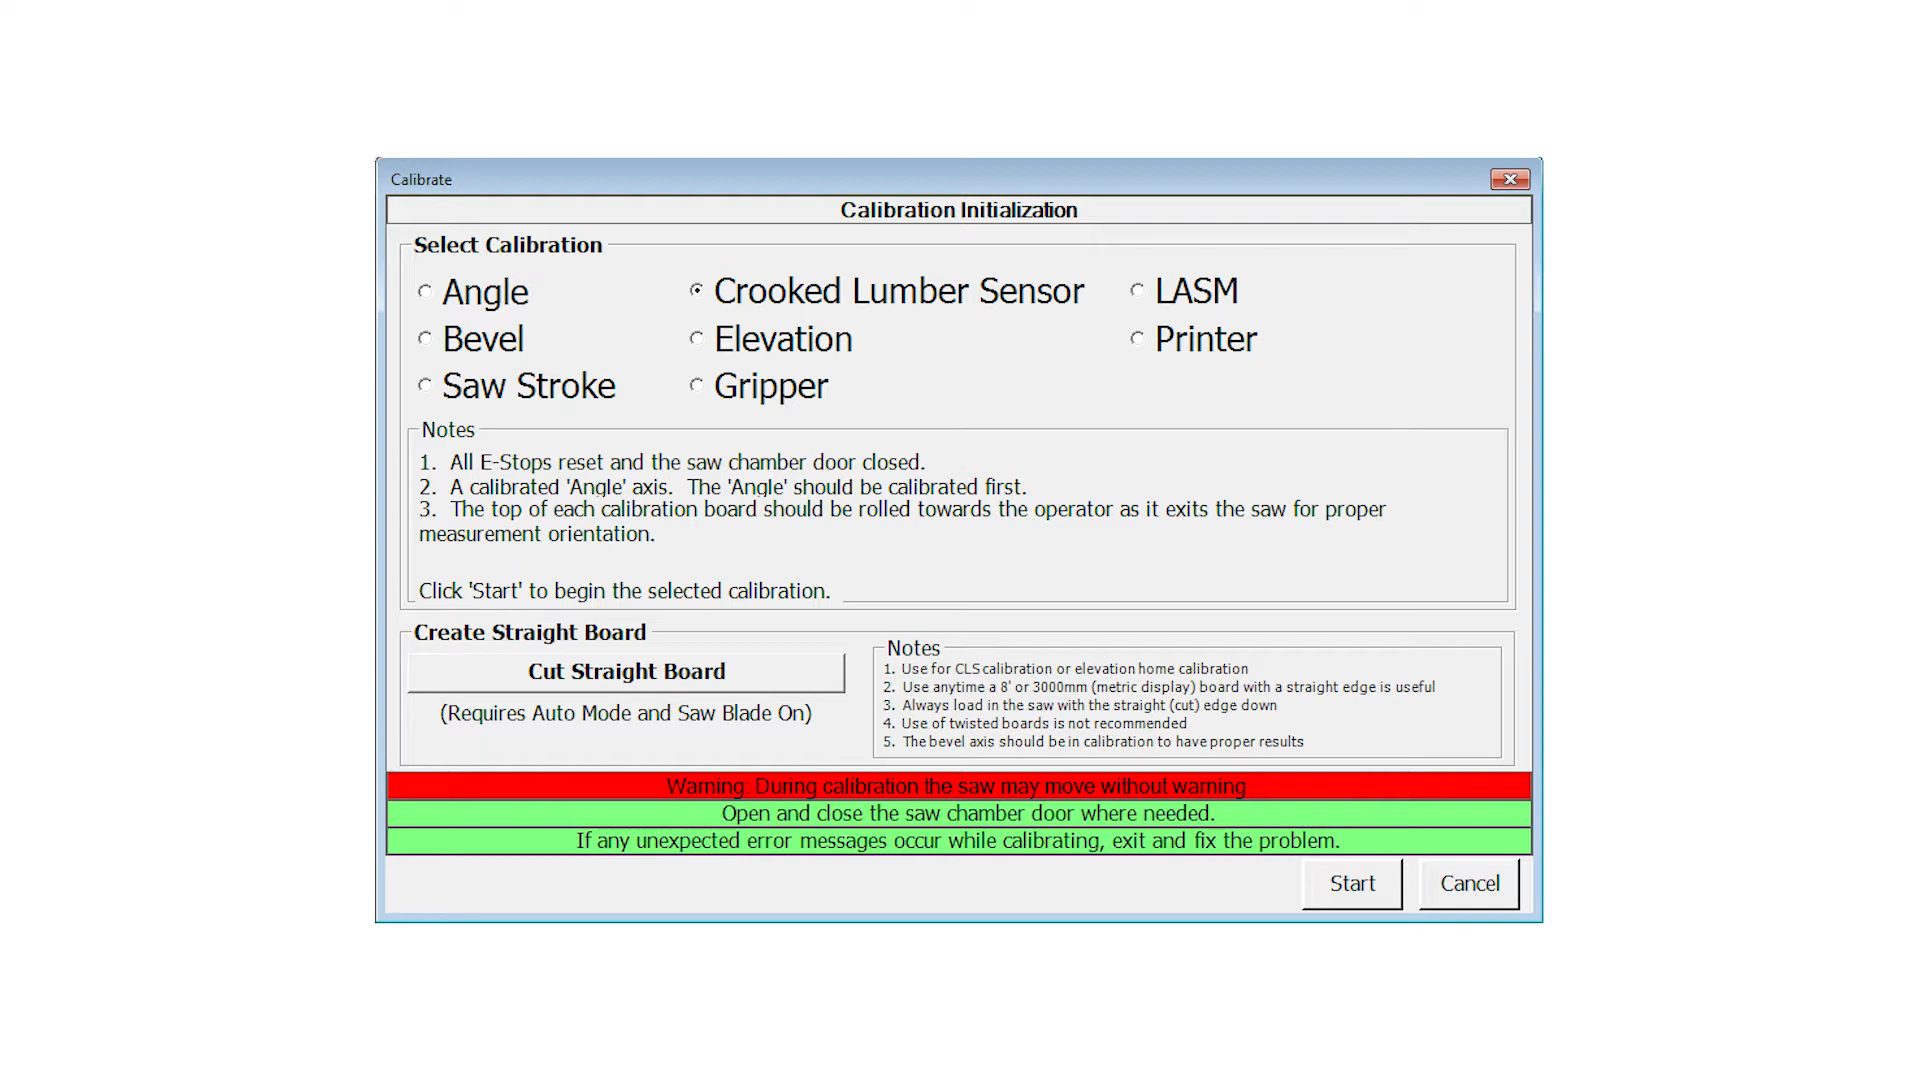 Calibrate
Calibration Initialization
Select Calibration
Angle
Crooked Lumber Sensor
LASM
Bevel
Elevation
Printer
Saw Stroke
Gripper
Notes
1. All E-Stops reset and the saw chamber door closed.
2. A calibrated 'Angle' axis. The 'Angle' should be calibrated first.
3. The top of each calibration board should be rolled towards the operator as it exits the saw for proper
measurement orientation.
Click 'Start' to begin the selected calibration.
Create Straight Board
Cut Straight Board
(Requires Auto Mode and Saw Blade On)
Notes
1. Use for CLS calibration or elevation home calibration
2. Use anytime a 8' or 3000mm (metric display) board with a straight edge is useful
3. Always load in the saw with the straight (cut) edge down
4. Use of twisted boards is not recommended
5. The bevel axis should be in calibration to have proper results
Warning: During calibration the saw may move without warning
Open and close the saw chamber door where needed.
If any unexpected error messages occur while calibrating, exit and fix the problem.
Start
Cancel